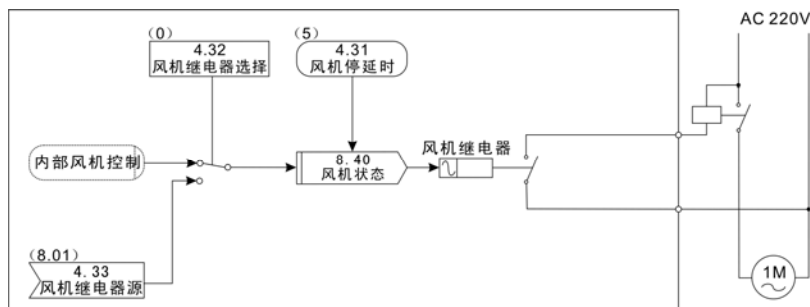 AC 220V
(0)
4.32
风机继电器选择
(5)
4.31
风机停延时
内部风机控制
8.40
风机状态
风机继电器
(8.01)
4.33
风机继电器源
1M